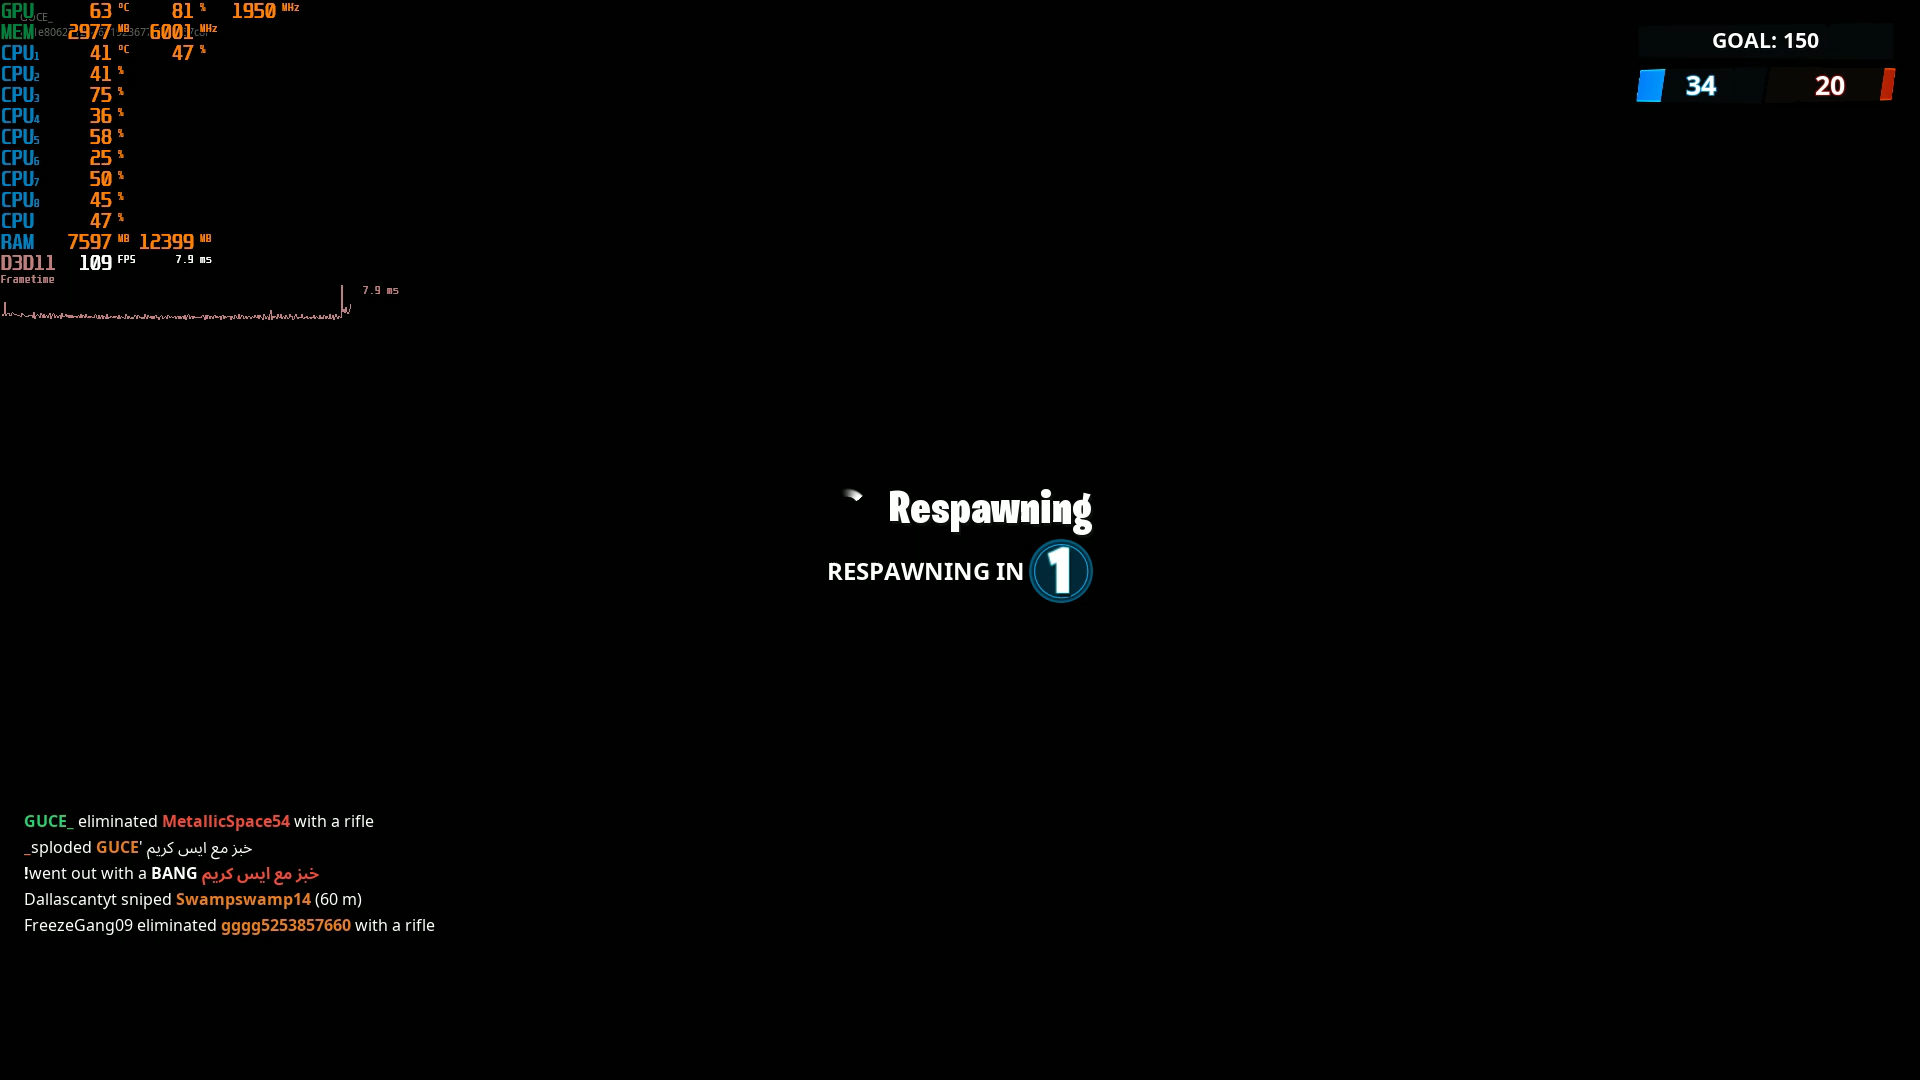 GPU 63 °C 81 % 1950 MHz
MEM 2977 MB 6001 MHz
CPU1 41 °C 47 %
CPU2 41 %
CPU3 75 %
CPU4 36 %
CPU5 58 %
CPU6 25 %
CPU7 50 %
CPU8 45 %
CPU 47 %
RAM 7597 MB 12399 MB
D3D11 109 FPS 7.9 ms
Frametime
7.9 ms
GOAL: 150
34 20
Respawning
RESPAWNING IN 1
GUCE_ eliminated MetallicSpace54 with a rifle
_sploded GUCE' خبز مع ايس كريم
!went out with a BANG خبز مع ايس كريم
Dallascantyt sniped Swampswamp14 (60 m)
FreezeGang09 eliminated gggg5253857660 with a rifle